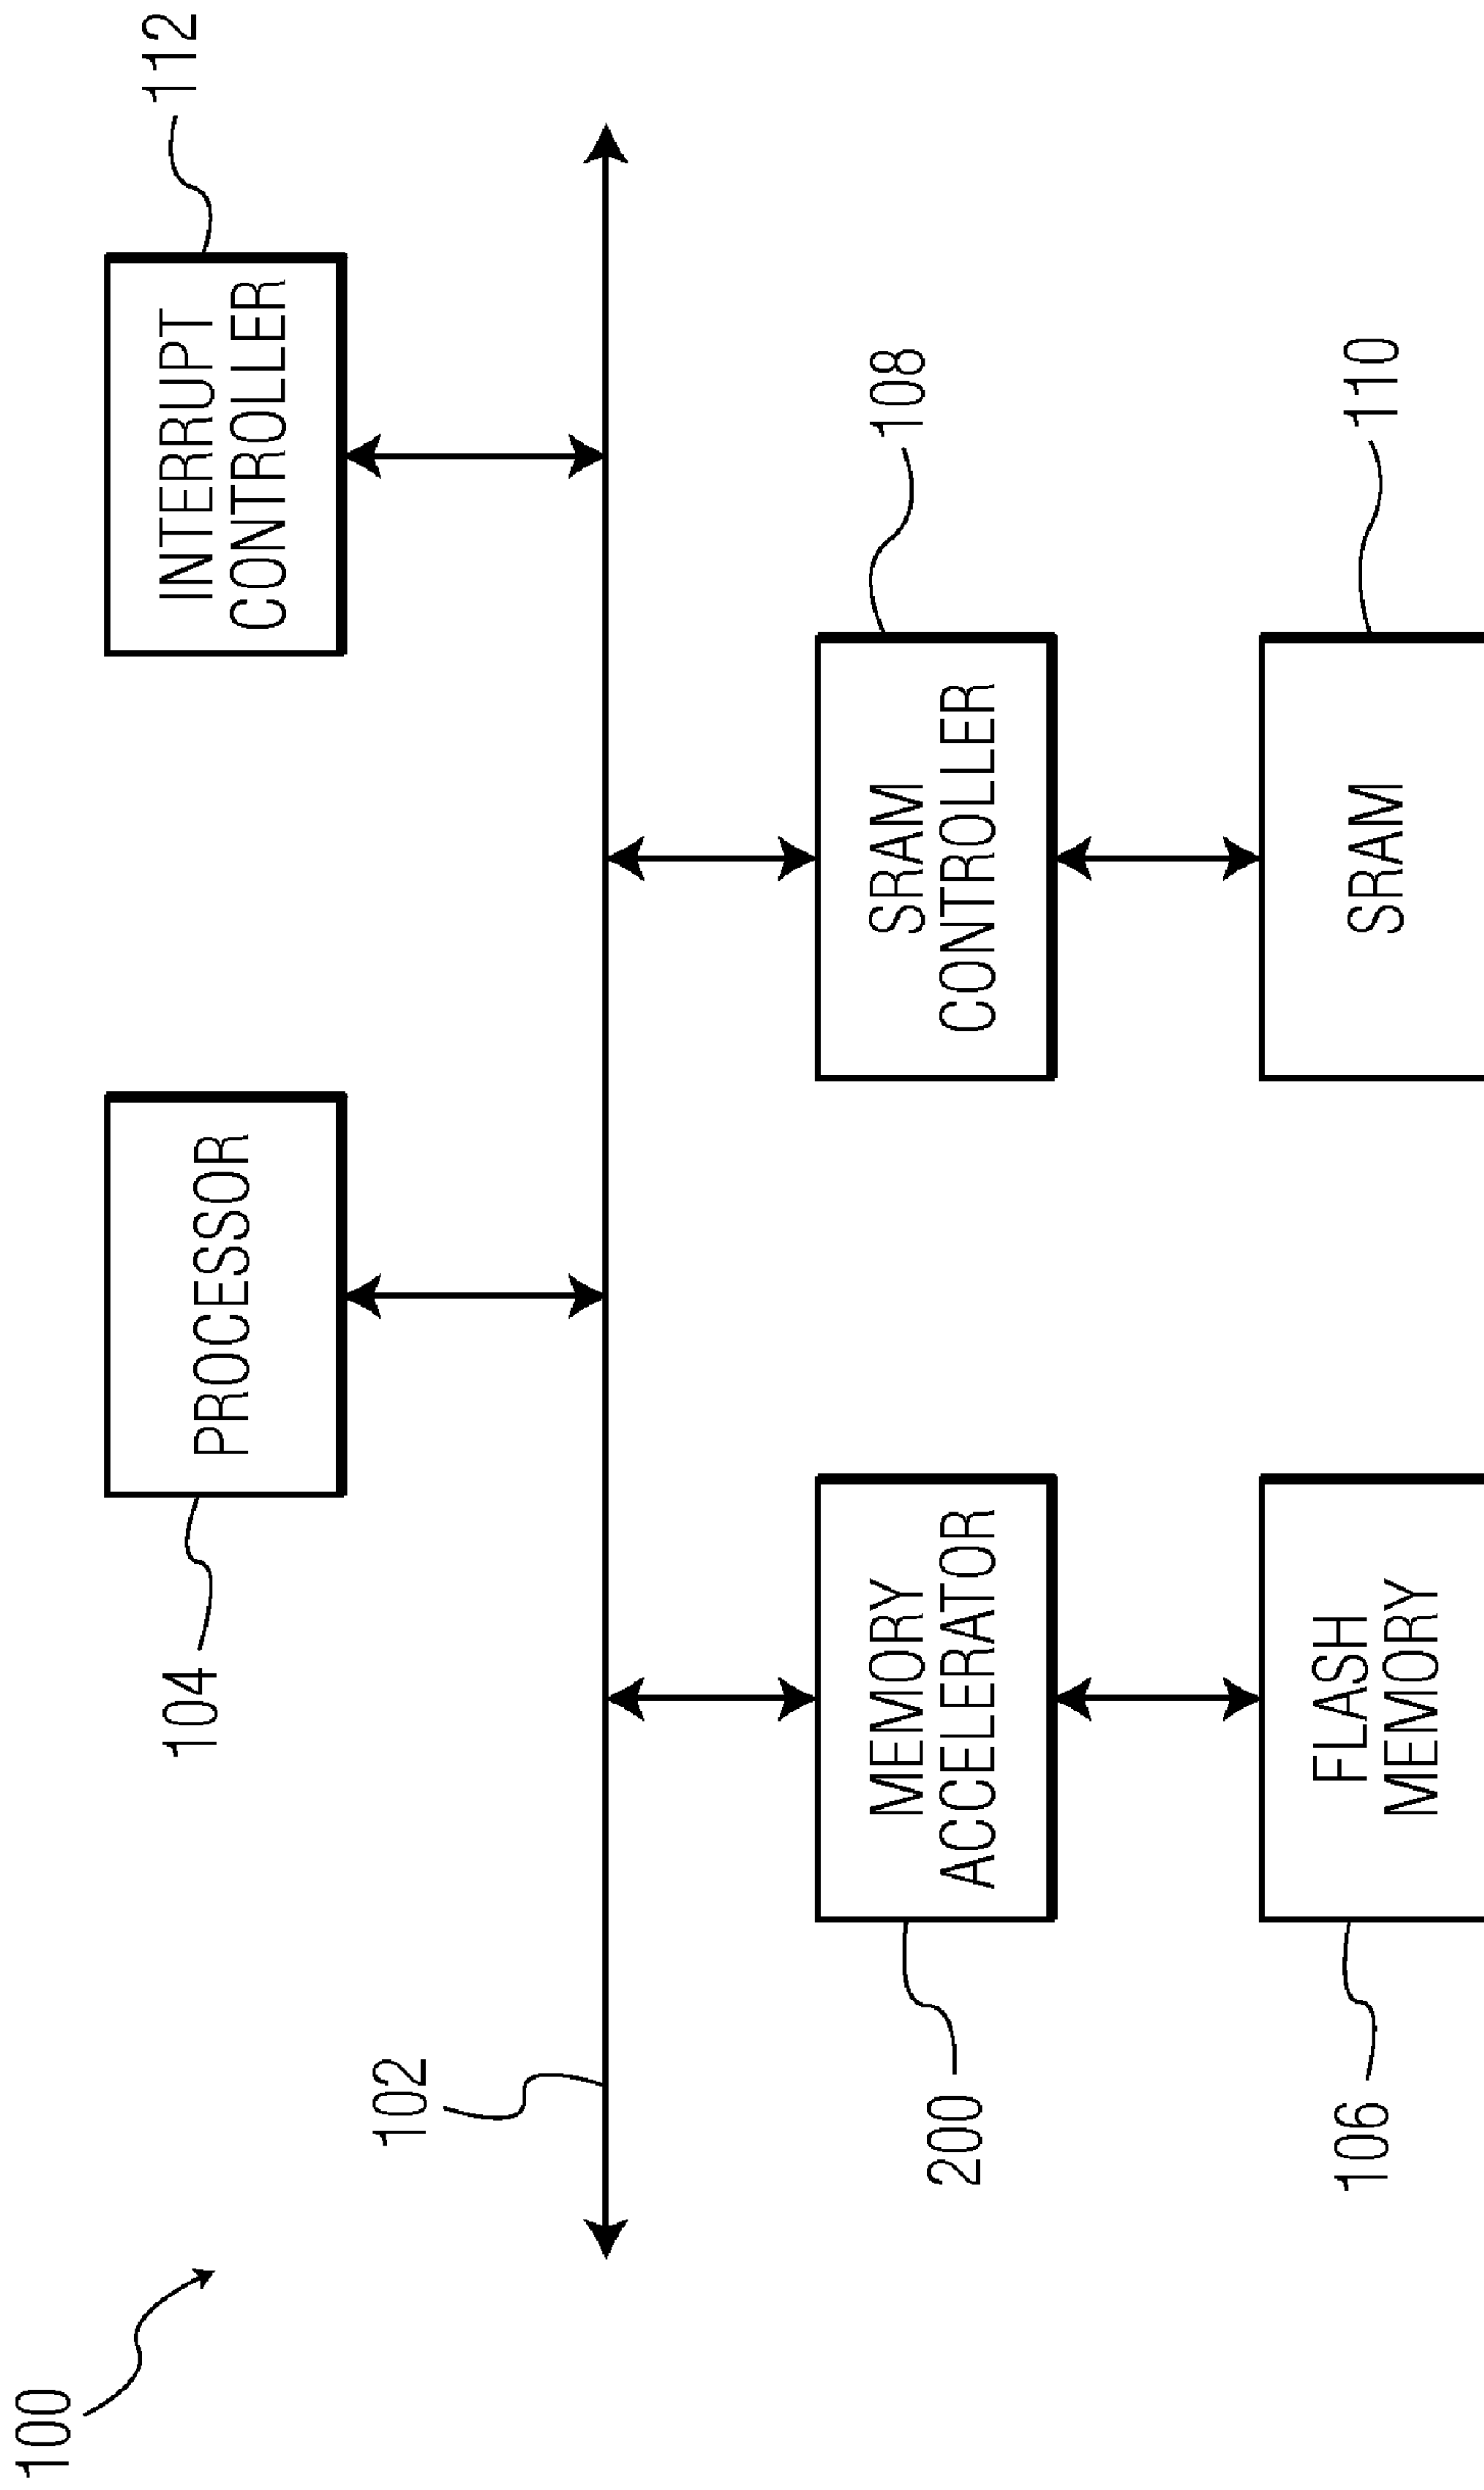 100
104
PROCESSOR
INTERRUPT
CONTROLLER
112
102
200
MEMORY
ACCELERATOR
SRAM
CONTROLLER
108
106
FLASH
MEMORY
SRAM
110